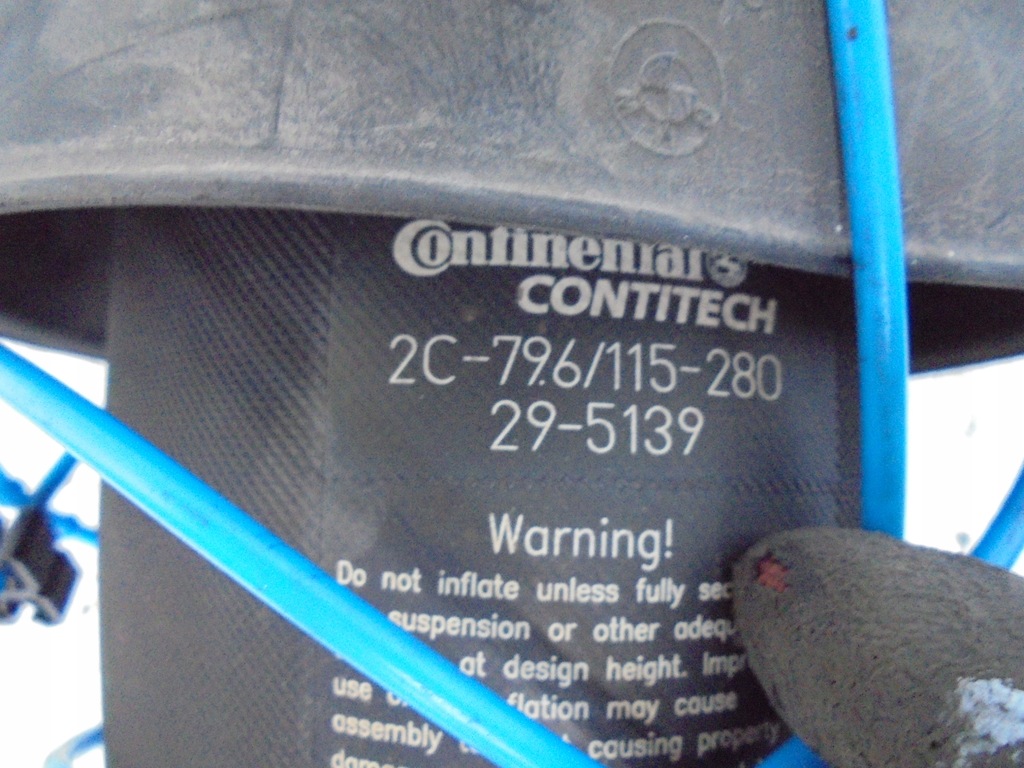 Continental
CONTITECH
2C-79.6/115-280
29-5139
Warning!
Do not inflate unless fully
suspension or other
at design height.
use flation may cause
assembly causing property